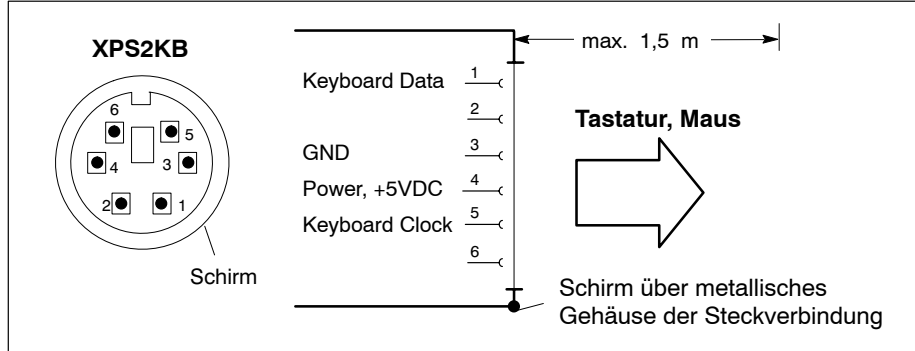 XPS2KB
6
5
4
3
2
1
Schirm
max. 1,5 m
Keyboard Data 1
2
GND 3
Power, +5VDC 4
Keyboard Clock 5
6
Tastatur, Maus
Schirm über metallisches
Gehäuse der Steckverbindung